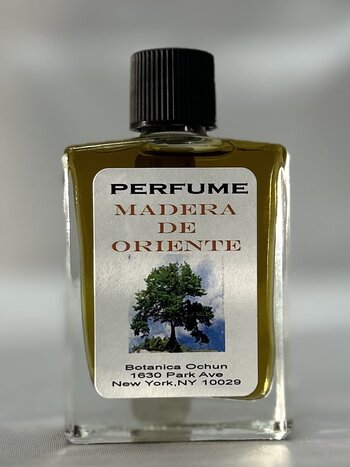 PERFUME
MADERA
DE
ORIENTE
Botanica Ochun
1630 Park Ave
New York,NY 10029